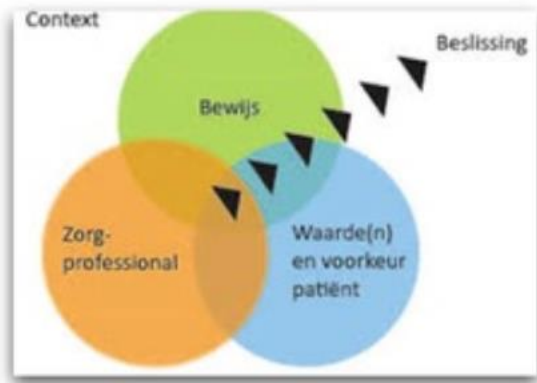 Context
Beslissing
Bewijs
Zorg-
professional
Waarde(n)
en voorkeur
patiënt